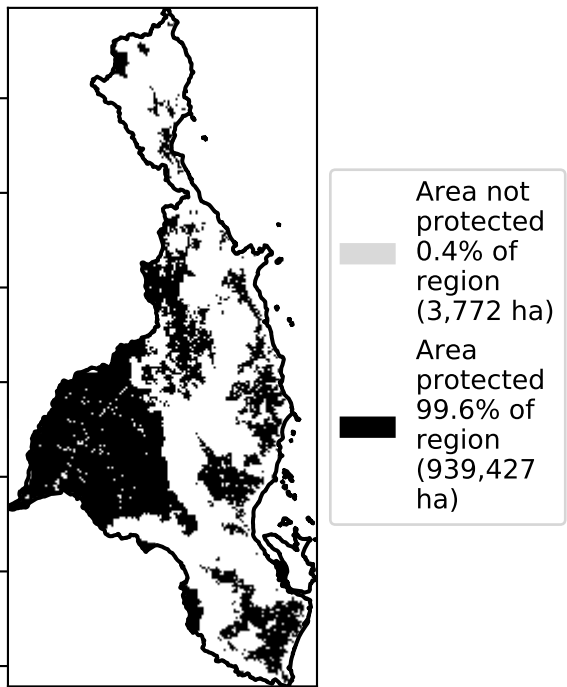 Area not
protected
0.4% of
region
(3,772 ha)
Area
protected
99.6% of
region
(939,427
ha)